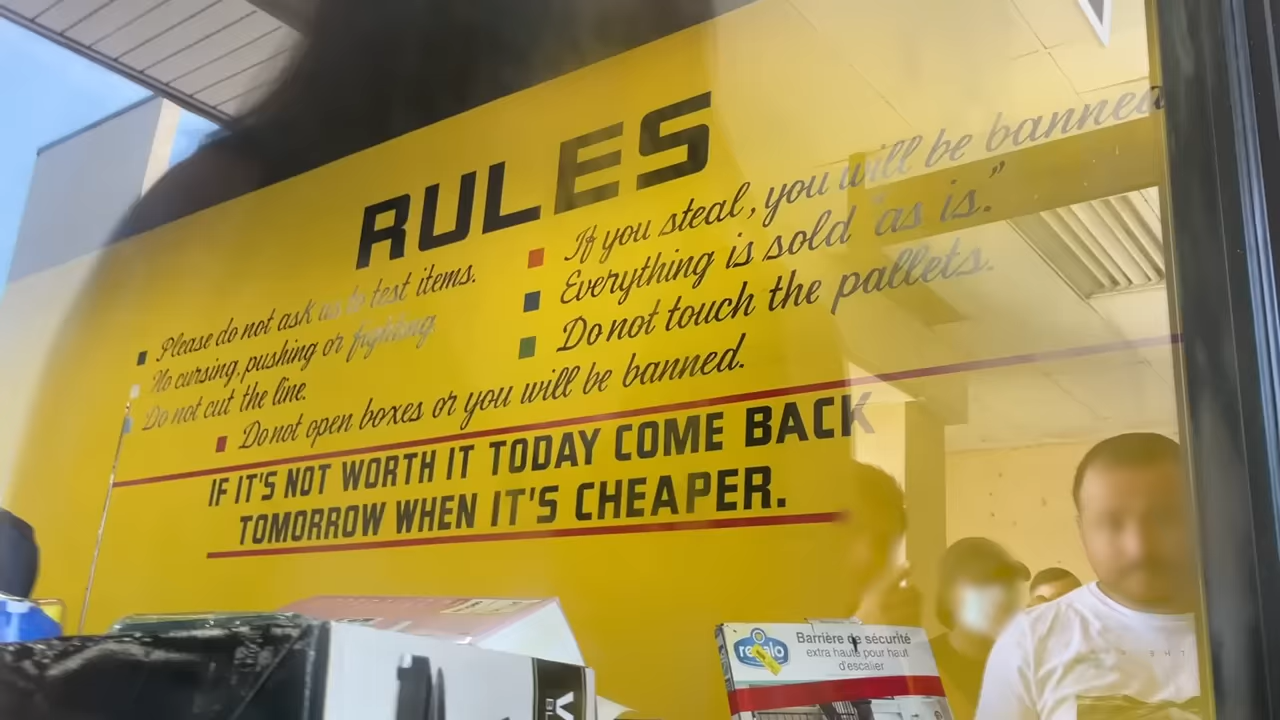 RULES
Please do not ask us to test items.
No cursing, pushing or fighting.
Do not cut the line.
If you steal, you will be banned
Everything is sold "as is."
Do not touch the pallets.
Do not open boxes or you will be banned.
IF IT'S NOT WORTH IT TODAY COME BACK
TOMORROW WHEN IT'S CHEAPER.
regalo
Barrière de sécurité
extra haute pour haut
d'escalier